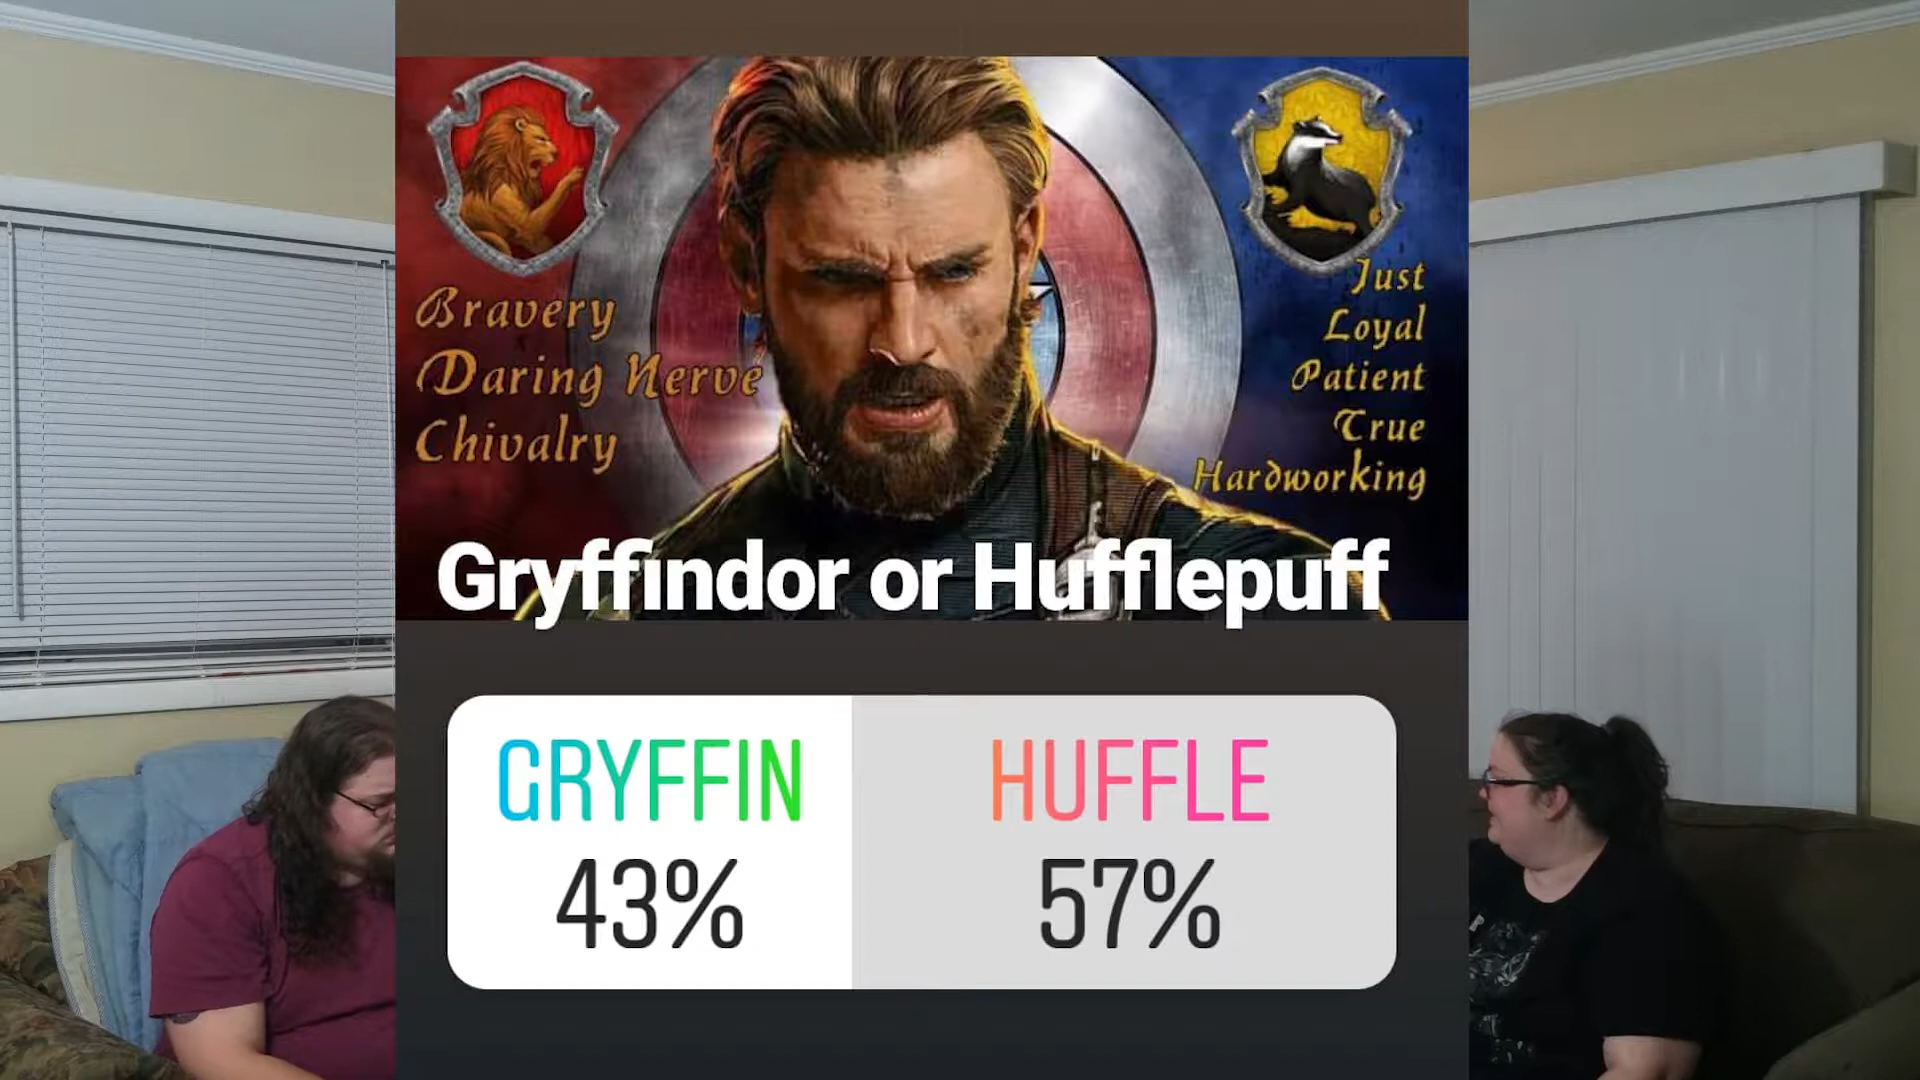 Bravery
Daring Nerve
Chivalry
Just
Loyal
Patient
True
Hardworking
Gryffindor or Hufflepuff
GRYFFIN
HUFFLE
43%
57%